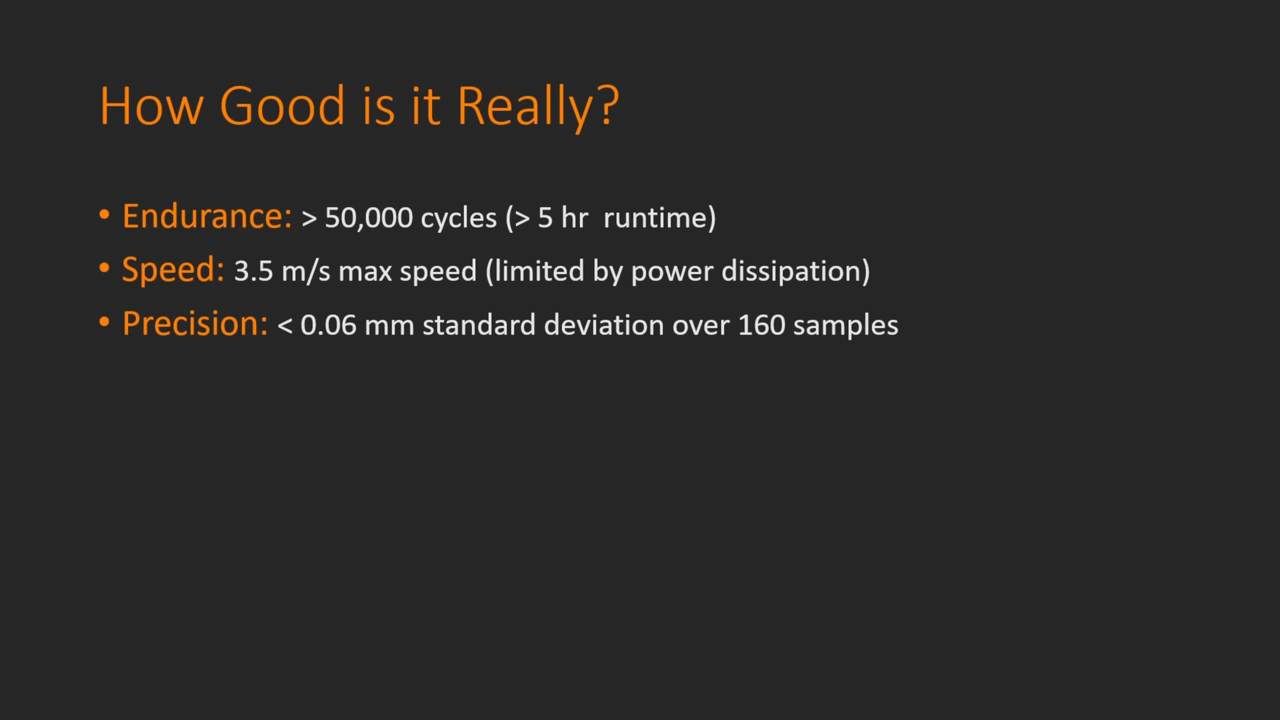 How Good is it Really?
• Endurance: > 50,000 cycles (> 5 hr  runtime)
• Speed: 3.5 m/s max speed (limited by power dissipation)
• Precision: < 0.06 mm standard deviation over 160 samples